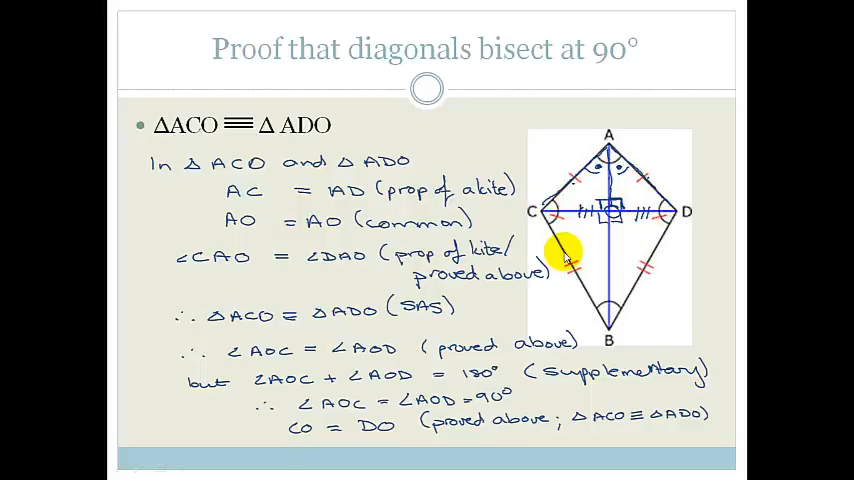 Proof that diagonals bisect at 90°
• ΔACO ≡ Δ ADO
In Δ ACO and Δ ADO
AC = AD (prop of a kite)
AO = AO (common)
∠CAO = ∠DAO (prop of kite/
proved above)
∴ ΔACO ≡ ΔADO (SAS)
∴ ∠AOC = ∠AOD (proved above)
but ∠AOC + ∠AOD = 180° (supplementary)
∴ ∠AOC = ∠AOD = 90°
CO = DO (proved above; ΔACO ≡ ΔADO)
A
C
D
B